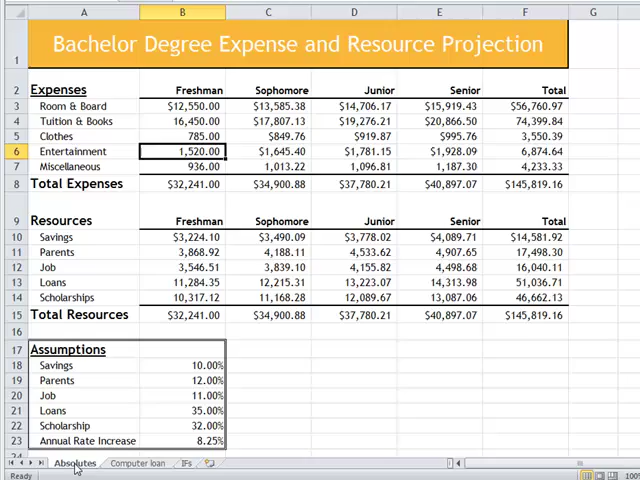 A B C D E F G
1 Bachelor Degree Expense and Resource Projection
2 Expenses Freshman Sophomore Junior Senior Total
3 Room & Board $12,550.00 $13,585.38 $14,706.17 $15,919.43 $56,760.97
4 Tuition & Books 16,450.00 $17,807.13 $19,276.21 $20,866.50 74,399.84
5 Clothes 785.00 $849.76 $919.87 $995.76 3,550.39
6 Entertainment 1,520.00 $1,645.40 $1,781.15 $1,928.09 6,874.64
7 Miscellaneous 936.00 1,013.22 1,096.81 1,187.30 4,233.33
8 Total Expenses $32,241.00 $34,900.88 $37,780.21 $40,897.07 $145,819.16
9 Resources Freshman Sophomore Junior Senior Total
10 Savings $3,224.10 $3,490.09 $3,778.02 $4,089.71 $14,581.92
11 Parents 3,868.92 4,188.11 4,533.62 4,907.65 17,498.30
12 Job 3,546.51 3,839.10 4,155.82 4,498.68 16,040.11
13 Loans 11,284.35 12,215.31 13,223.07 14,313.98 51,036.71
14 Scholarships 10,317.12 11,168.28 12,089.67 13,087.06 46,662.13
15 Total Resources $32,241.00 $34,900.88 $37,780.21 $40,897.07 $145,819.16
16
17 Assumptions
18 Savings 10.00%
19 Parents 12.00%
20 Job 11.00%
21 Loans 35.00%
22 Scholarship 32.00%
23 Annual Rate Increase 8.25%
Absolutes Computer loan IFs
Ready 100%